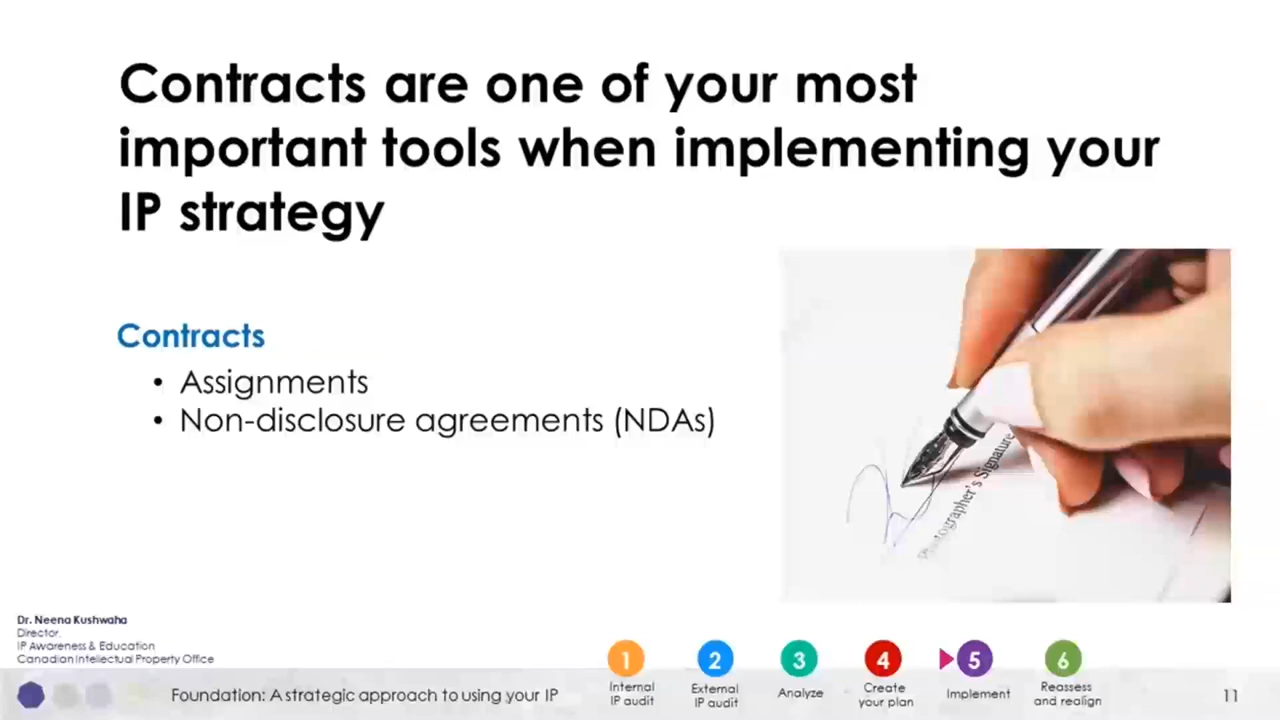 Contracts are one of your most
important tools when implementing your
IP strategy
Contracts
• Assignments
• Non-disclosure agreements (NDAs)
Photographer's Signature
Dr. Neena Kushwaha
Director,
IP Awareness & Education
Canadian Intellectual Property Office
Foundation: A strategic approach to using your IP
1
Internal
IP audit
2
External
IP audit
3
Analyze
4
Create
your plan
5
Implement
6
Reassess
and realign
11